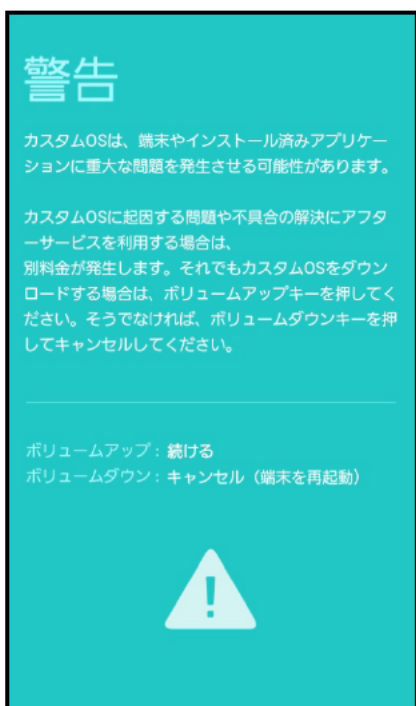 警告
カスタムOSは、端末やインストール済みアプリケー
ションに重大な問題を発生させる可能性があります。
カスタムOSに起因する問題や不具合の解決にアフタ
ーサービスを利用する場合は、
別料金が発生します。それでもカスタムOSをダウン
ロードする場合は、ボリュームアップキーを押してく
ださい。そうでなければ、ボリュームダウンキーを押
してキャンセルしてください。
ボリュームアップ : 続ける
ボリュームダウン : キャンセル（端末を再起動）